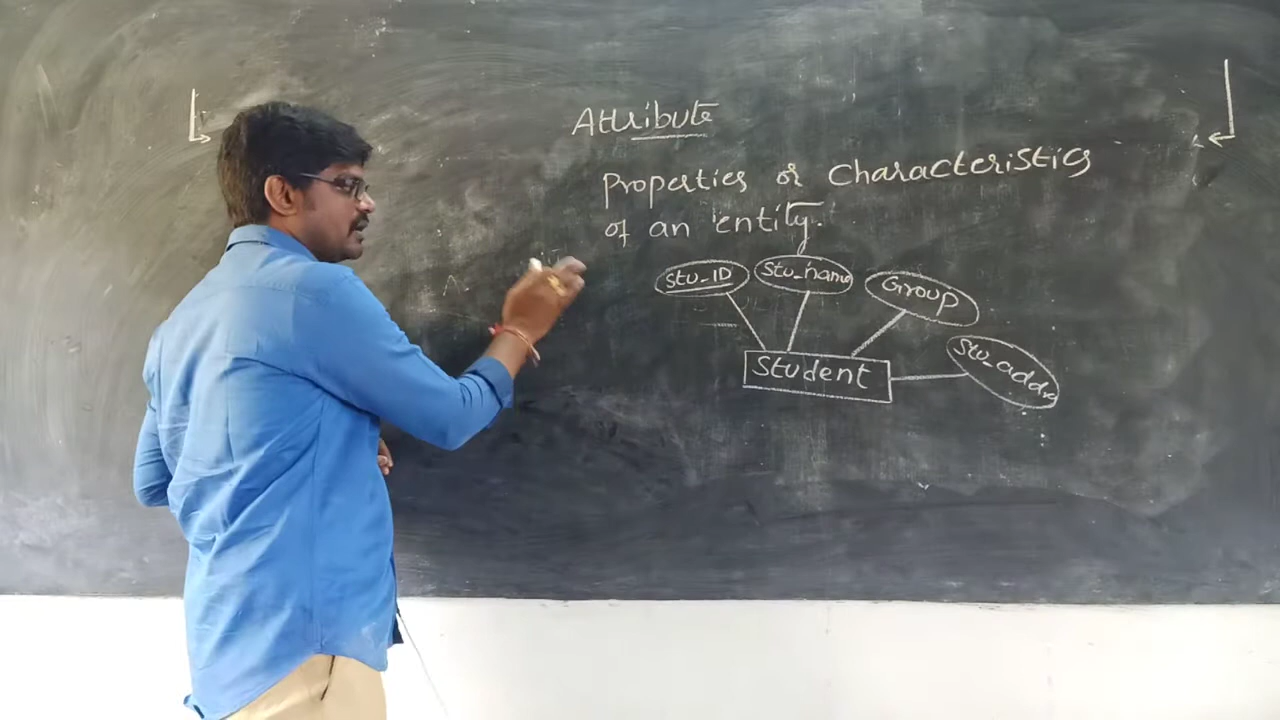 Attribute
Properties or characteristics
of an entity.
Stu_ID
Stu_name
Group
Stu_addr
Student